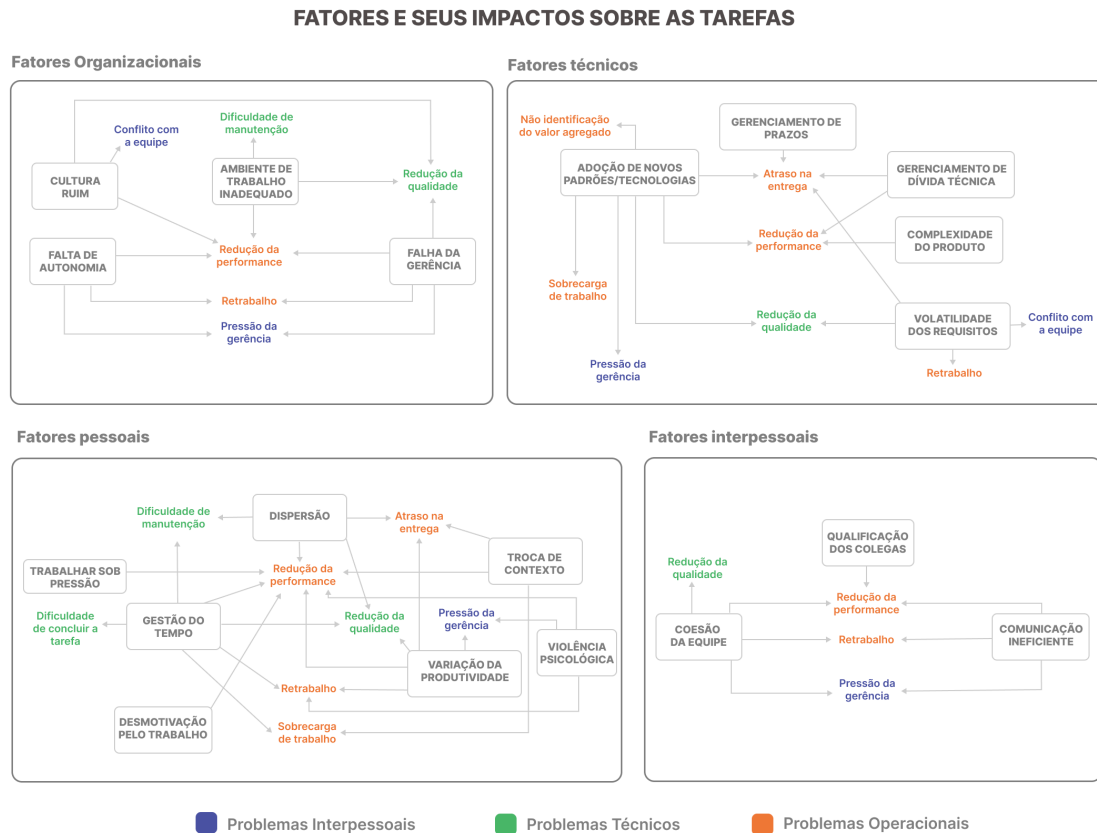 FATORES E SEUS IMPACTOS SOBRE AS TAREFAS
Fatores Organizacionais
Conflito com
a equipe
Dificuldade de
manutenção
CULTURA
RUIM
AMBIENTE DE
TRABALHO
INADEQUADO
Redução da
qualidade
FALTA DE
AUTONOMIA
Redução da
performance
FALHA DA
GERÊNCIA
Retrabalho
Pressão da
gerência
Fatores técnicos
Não identificação
do valor agregado
GERENCIAMENTO DE
PRAZOS
ADOÇÃO DE NOVOS
PADRÕES/TECNOLOGIAS
Atraso na
entrega
GERENCIAMENTO DE
DÍVIDA TÉCNICA
Redução da
performance
COMPLEXIDADE
DO PRODUTO
Sobrecarga
de trabalho
Redução da
qualidade
VOLATILIDADE
DOS REQUISITOS
Conflito com
a equipe
Pressão da
gerência
Retrabalho
Fatores pessoais
Dificuldade de
manutenção
DISPERSÃO
Atraso na
entrega
TRABALHAR SOB
PRESSÃO
Redução da
performance
TROCA DE
CONTEXTO
Dificuldade
de concluir a
tarefa
GESTÃO DO
TEMPO
Redução da
qualidade
Pressão da
gerência
VIOLÊNCIA
PSICOLÓGICA
VARIAÇÃO DA
PRODUTIVIDADE
Retrabalho
DESMOTIVAÇÃO
PELO TRABALHO
Sobrecarga
de trabalho
Fatores interpessoais
QUALIFICAÇÃO
DOS COLEGAS
Redução da
qualidade
Redução da
performance
COESÃO
DA EQUIPE
Retrabalho
COMUNICAÇÃO
INEFICIENTE
Pressão da
gerência
Problemas Interpessoais
Problemas Técnicos
Problemas Operacionais